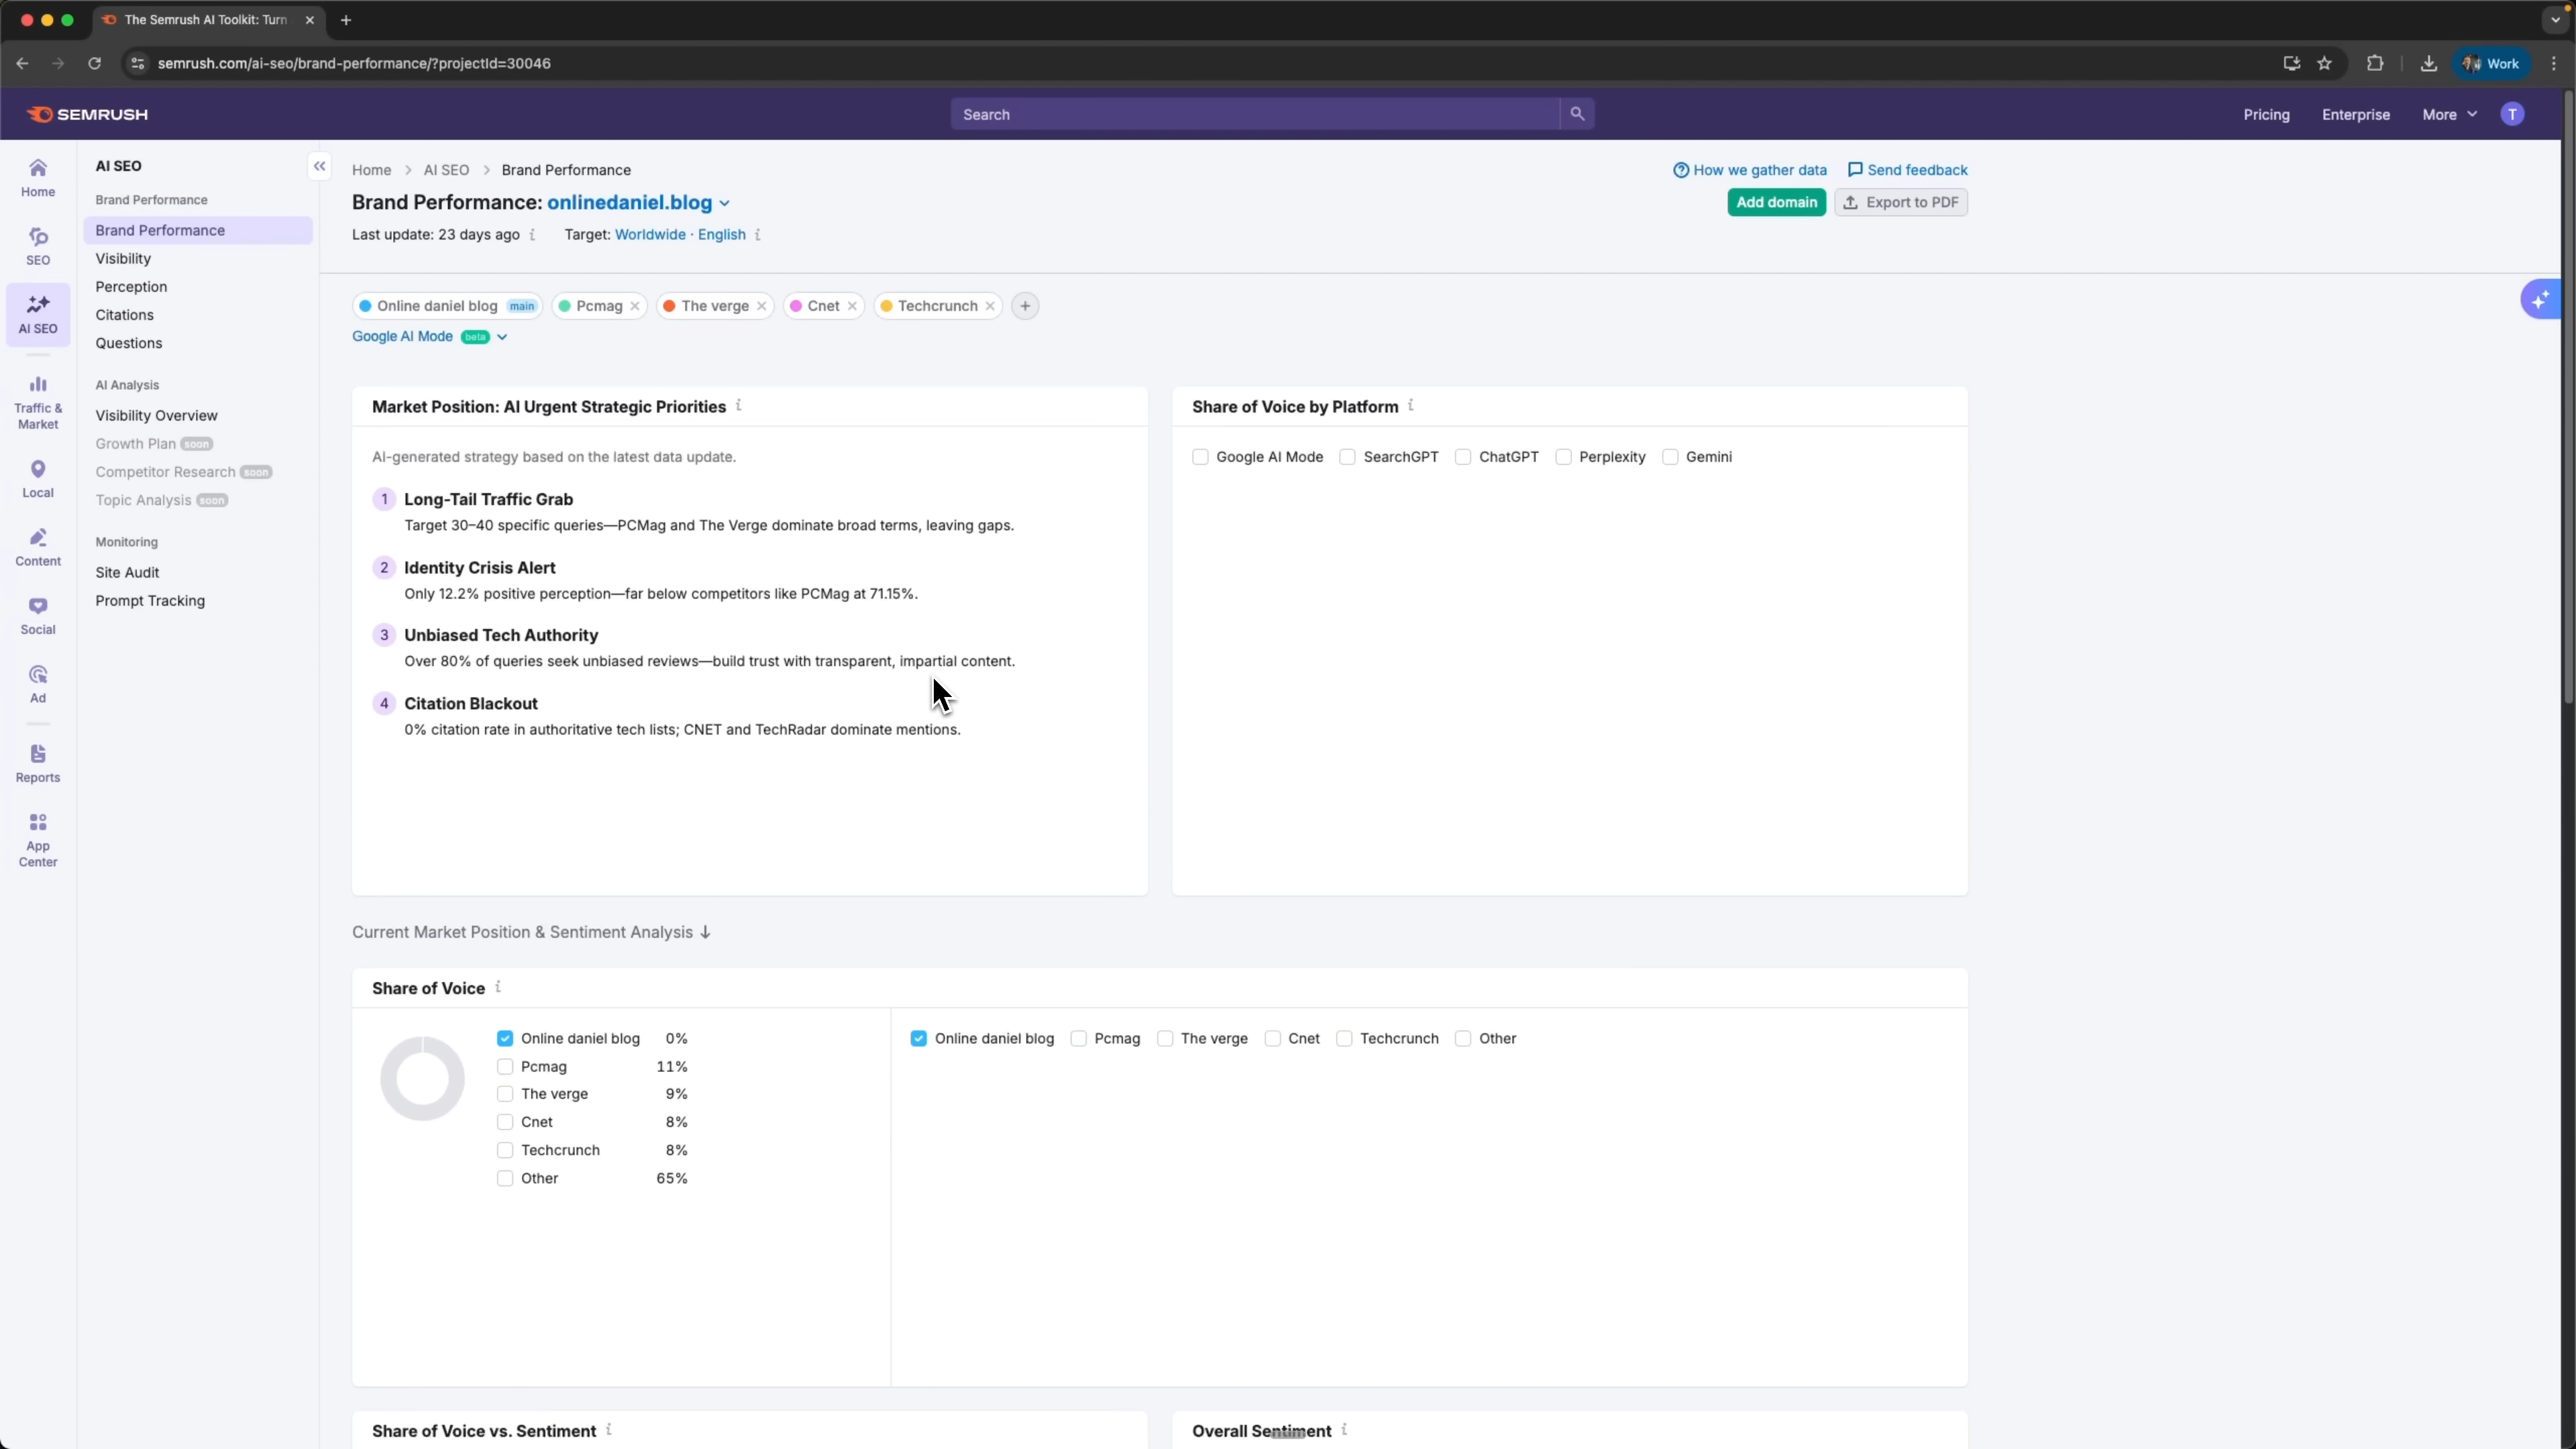 The Semrush AI Toolkit: Turn
semrush.com/ai-seo/brand-performance/?projectId=30046
Work
SEMRUSH
Search
Pricing
Enterprise
More
T
Home
SEO
AI SEO
Traffic &
Market
Local
Content
Social
Ad
Reports
App
Center
AI SEO
Brand Performance
Brand Performance
Visibility
Perception
Citations
Questions
AI Analysis
Visibility Overview
Growth Plan soon
Competitor Research soon
Topic Analysis soon
Monitoring
Site Audit
Prompt Tracking
Home > AI SEO > Brand Performance
How we gather data
Send feedback
Brand Performance: onlinedaniel.blog
Add domain
Export to PDF
Last update: 23 days ago
Target: Worldwide · English
Online daniel blog main
Pcmag
The verge
Cnet
Techcrunch
Google AI Mode beta
Market Position: AI Urgent Strategic Priorities
AI-generated strategy based on the latest data update.
1 Long-Tail Traffic Grab
Target 30–40 specific queries—PCMag and The Verge dominate broad terms, leaving gaps.
2 Identity Crisis Alert
Only 12.2% positive perception—far below competitors like PCMag at 71.15%.
3 Unbiased Tech Authority
Over 80% of queries seek unbiased reviews—build trust with transparent, impartial content.
4 Citation Blackout
0% citation rate in authoritative tech lists; CNET and TechRadar dominate mentions.
Share of Voice by Platform
Google AI Mode
SearchGPT
ChatGPT
Perplexity
Gemini
Current Market Position & Sentiment Analysis ↓
Share of Voice
Online daniel blog 0%
Pcmag 11%
The verge 9%
Cnet 8%
Techcrunch 8%
Other 65%
Online daniel blog
Pcmag
The verge
Cnet
Techcrunch
Other
Share of Voice vs. Sentiment
Overall Sentiment